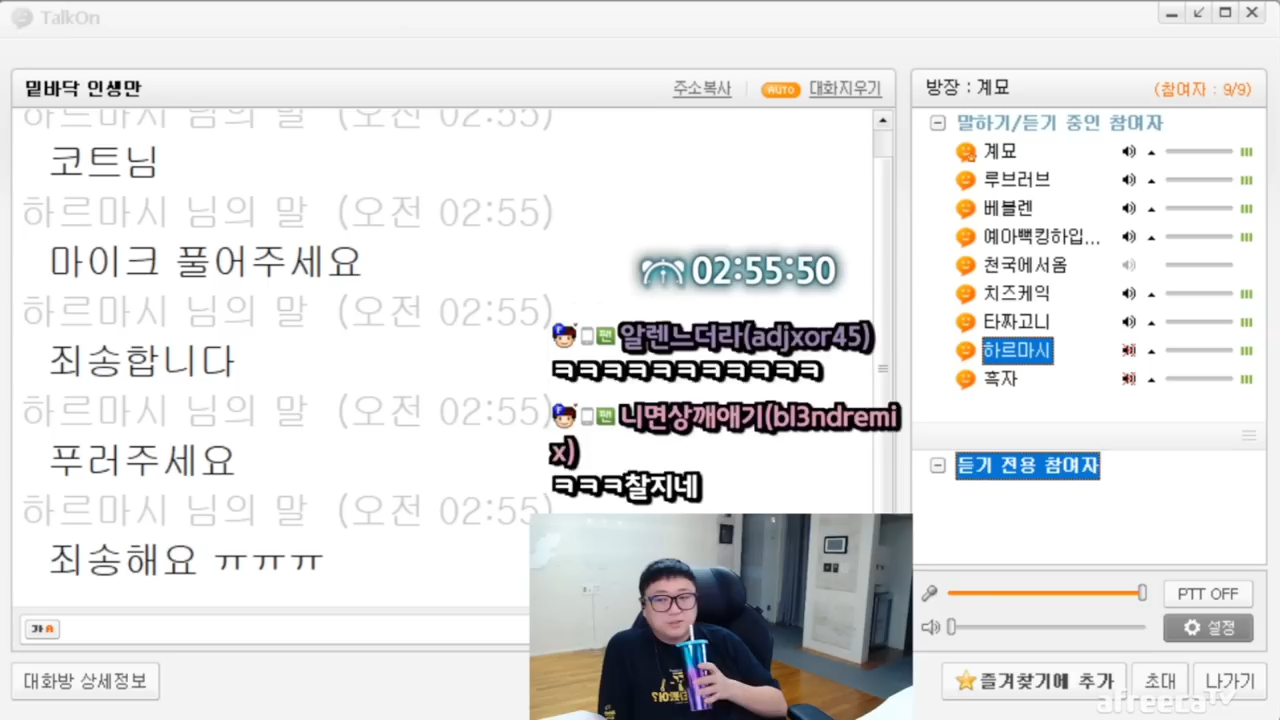 TalkOn
밑바닥 인생만
주소복사
AUTO
대화지우기
하르마시 님의 말 (오전 02:55)
코트님
하르마시 님의 말 (오전 02:55)
마이크 풀어주세요
하르마시 님의 말 (오전 02:55)
죄송합니다
하르마시 님의 말 (오전 02:55)
푸러주세요
하르마시 님의 말 (오전 02:55)
죄송해요 ㅠㅠㅠ
02:55:50
팬 알렌느더라(adjxor45)
ㅋㅋㅋㅋㅋㅋㅋㅋㅋㅋㅋ
팬 니면상깨애기(bl3ndremi
x)
ㅋㅋㅋ찰지네
가A
대화방 상세정보
방장 : 계묘
(참여자 : 9/9)
말하기/듣기 중인 참여자
계묘
루브러브
베블렌
예아뻑킹하입...
천국에서옴
치즈케익
타짜고니
하르마시
흑자
듣기 전용 참여자
PTT OFF
설정
즐겨찾기에 추가
초대
나가기
afreecaTV